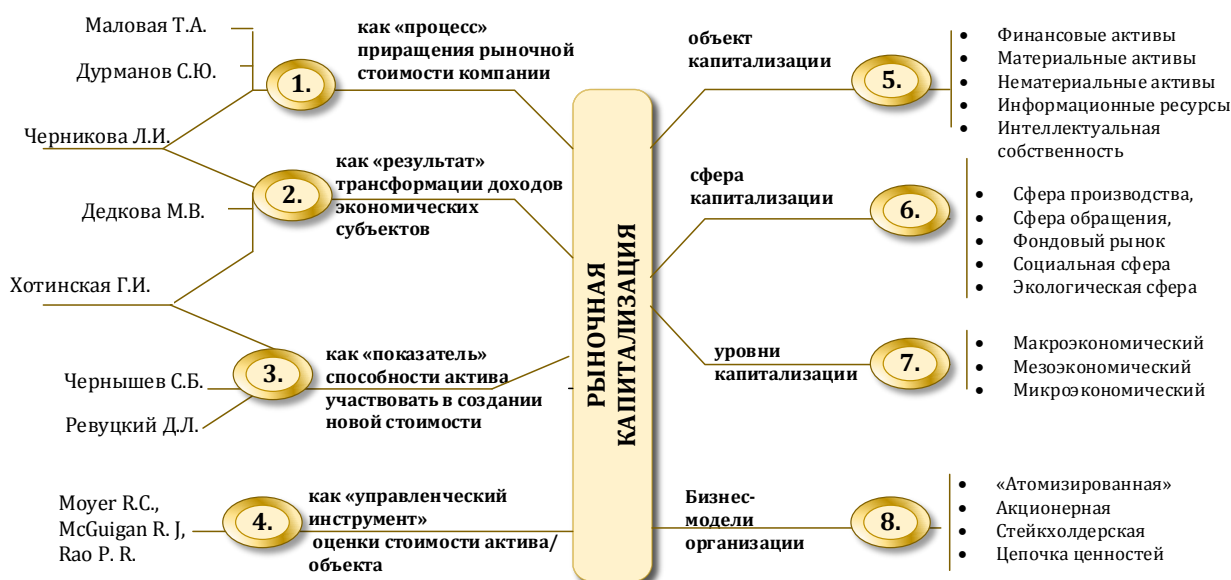 Маловая Т.А.
Дурманов С.Ю.
Черникова Л.И.
Дедкова М.В.
Хотинская Г.И.
Чернышев С.Б.
Ревуцкий Д.Л.
Moyer R.C.,
McGuigan R. J,
Rao P. R.
1.
как «процесс»
приращения рыночной
стоимости компании
2.
как «результат»
трансформации доходов
экономических
субъектов
3.
как «показатель»
способности актива
участвовать в создании
новой стоимости
4.
как «управленческий
инструмент»
оценки стоимости актива/
объекта
РЫНОЧНАЯ
КАПИТАЛИЗАЦИЯ
объект
капитализации
5.
• Финансовые активы
• Материальные активы
• Нематериальные активы
• Информационные ресурсы
• Интеллектуальная
собственность
сфера
капитализации
6.
• Сфера производства,
• Сфера обращения,
• Фондовый рынок
• Социальная сфера
• Экологическая сфера
уровни
капитализации
7.
• Макроэкономический
• Мезоэкономический
• Микроэкономический
Бизнес-
модели
организации
8.
• «Атомизированная»
• Акционерная
• Стейкхолдерская
• Цепочка ценностей